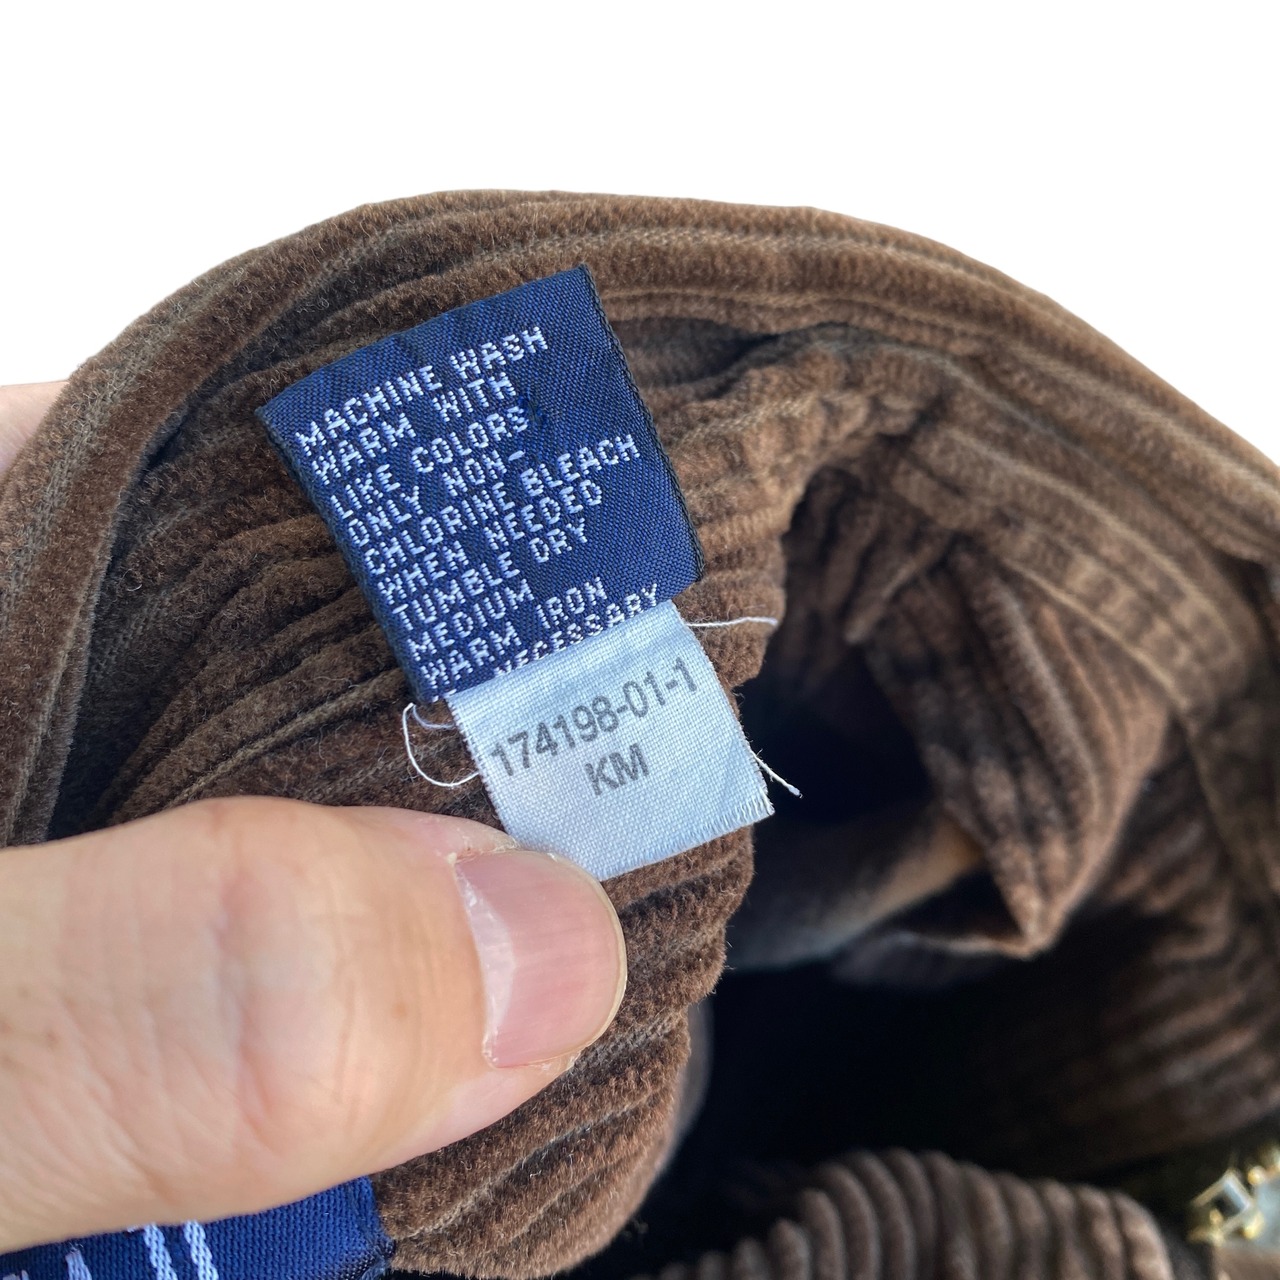 MACHINE WASH
WARM WITH
LIKE COLORS
ONLY NON-
CHLORINE BLEACH
WHEN NEEDED
TUMBLE DRY
MEDIUM
WARM IRON
NECESSARY
174198-01-1
KM